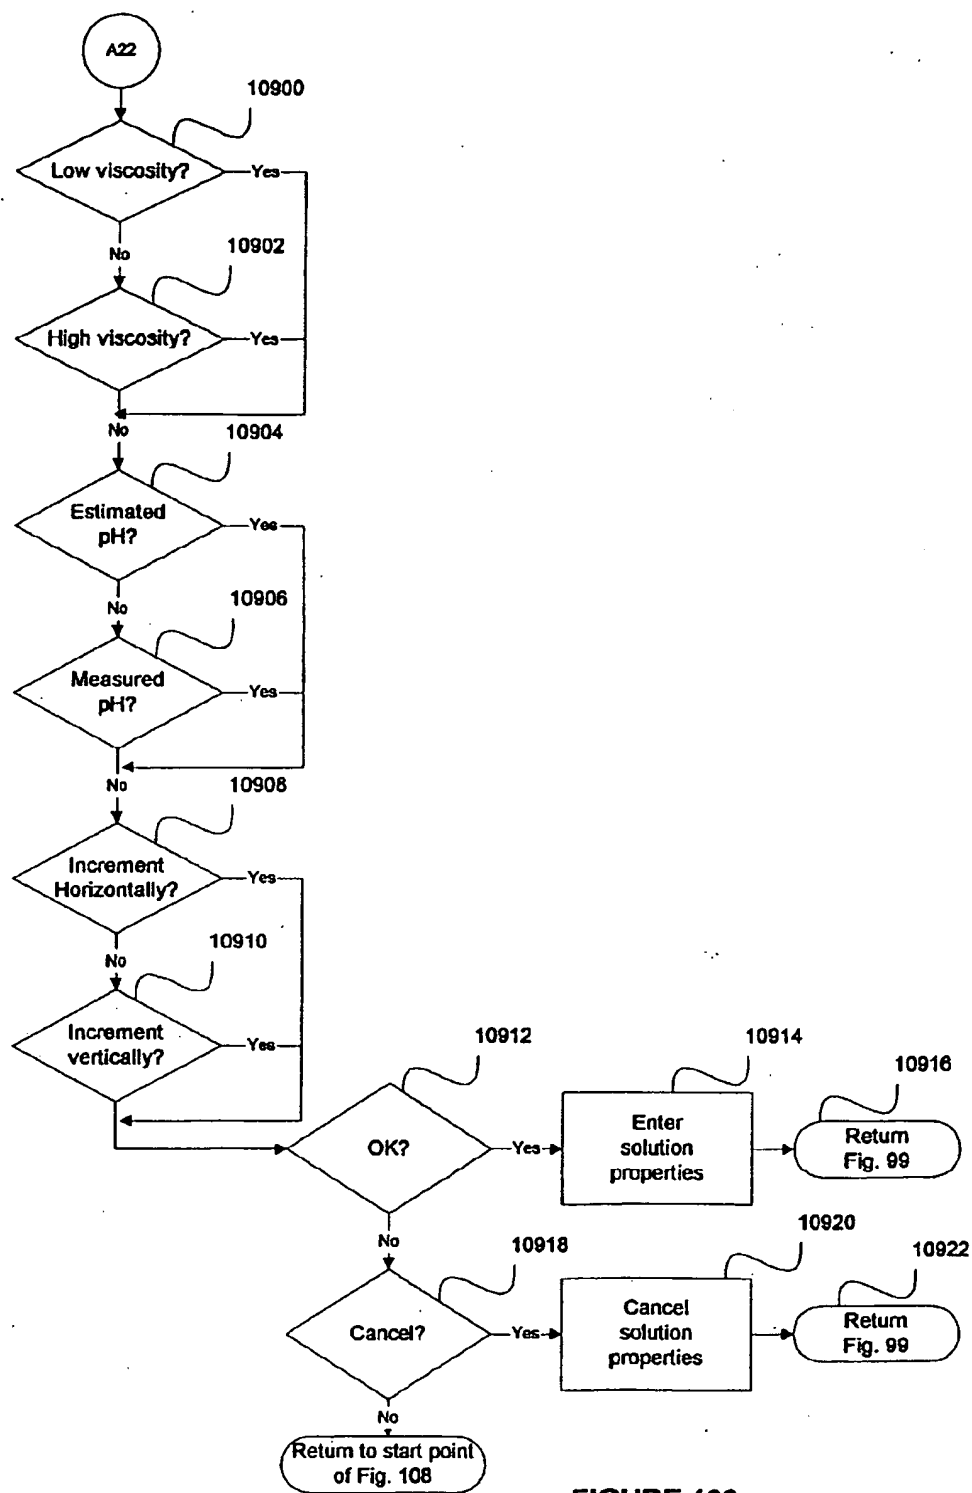 A22
10900
Low viscosity?
Yes
No
10902
High viscosity?
Yes
No
10904
Estimated
pH?
Yes
No
10906
Measured
pH?
Yes
No
10908
Increment
Horizontally?
Yes
No
10910
Increment
vertically?
Yes
10912
OK?
Yes
10914
Enter
solution
properties
10916
Return
Fig. 99
No
10918
Cancel?
Yes
10920
Cancel
solution
properties
10922
Return
Fig. 99
No
Return to start point
of Fig. 108